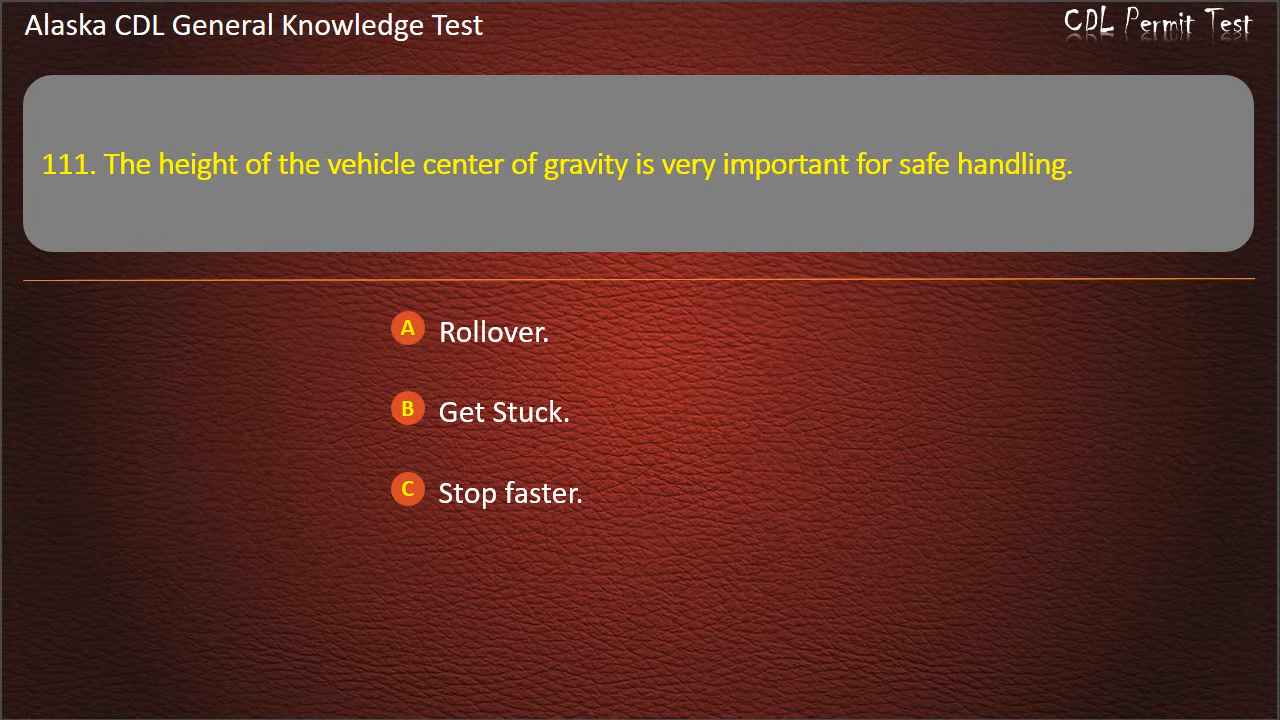 Alaska CDL General Knowledge Test
CDL Permit Test
111. The height of the vehicle center of gravity is very important for safe handling.
A Rollover.
B Get Stuck.
C Stop faster.